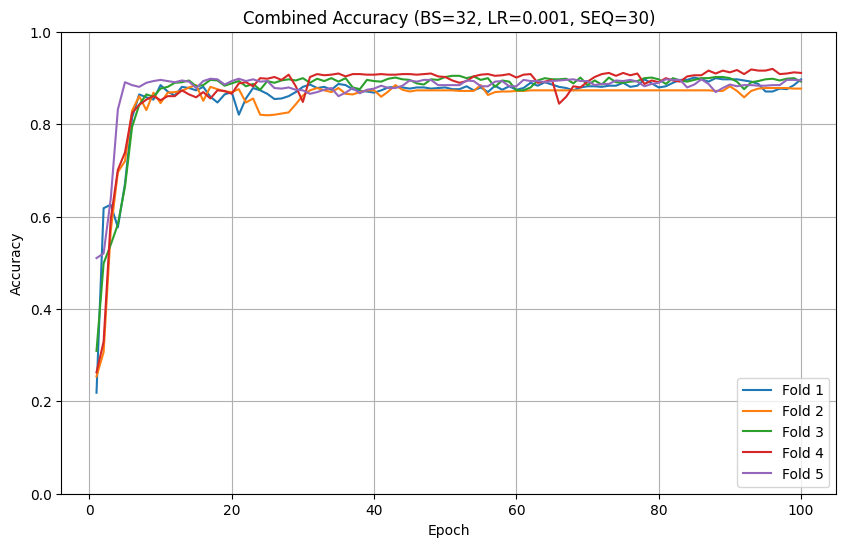 Combined Accuracy (BS=32, LR=0.001, SEQ=30)
1.0
0.8
0.6
0.4
0.2
0.0
Accuracy
0 20 40 60 80 100
Epoch
Fold 1
Fold 2
Fold 3
Fold 4
Fold 5